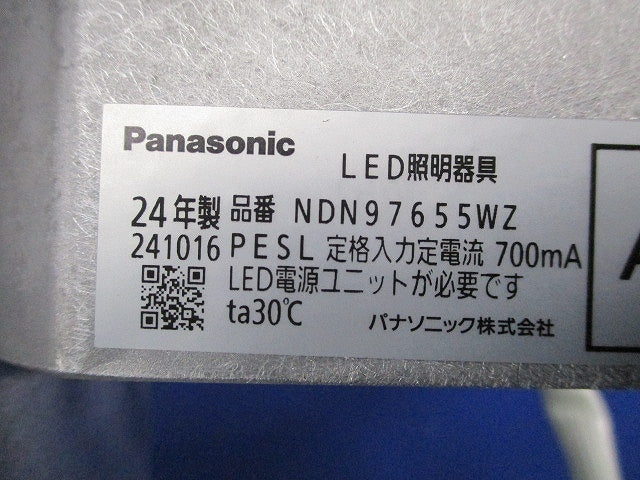 Panasonic
LED照明器具
24年製 品番 NDN97655WZ
241016 PESL 定格入力定電流 700mA
LED電源ユニットが必要です
ta30℃
パナソニック株式会社